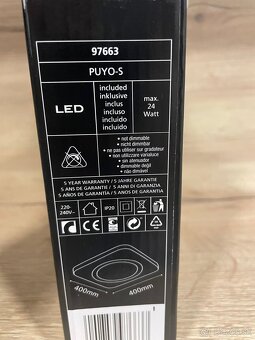 97663
PUYO-S
LED
included
inklusive
inclus
incluso
incluido
incluído
max.
24
Watt
• not dimmable
• nicht dimmbar
• ne pas utiliser sur gradateur
• non utilizzare varialuce
• sin atenuador
• dimmable degil
• não dimável
5 YEAR WARRANTY / 5 JAHRE GARANTIE
5 ANS DE GARANTIE / 5 ANNI DI GARANZIA
5 AÑOS DE GARANTÍA / 5 ANOS DE GARANTIA
220-
240V~
IP20
400mm
400mm